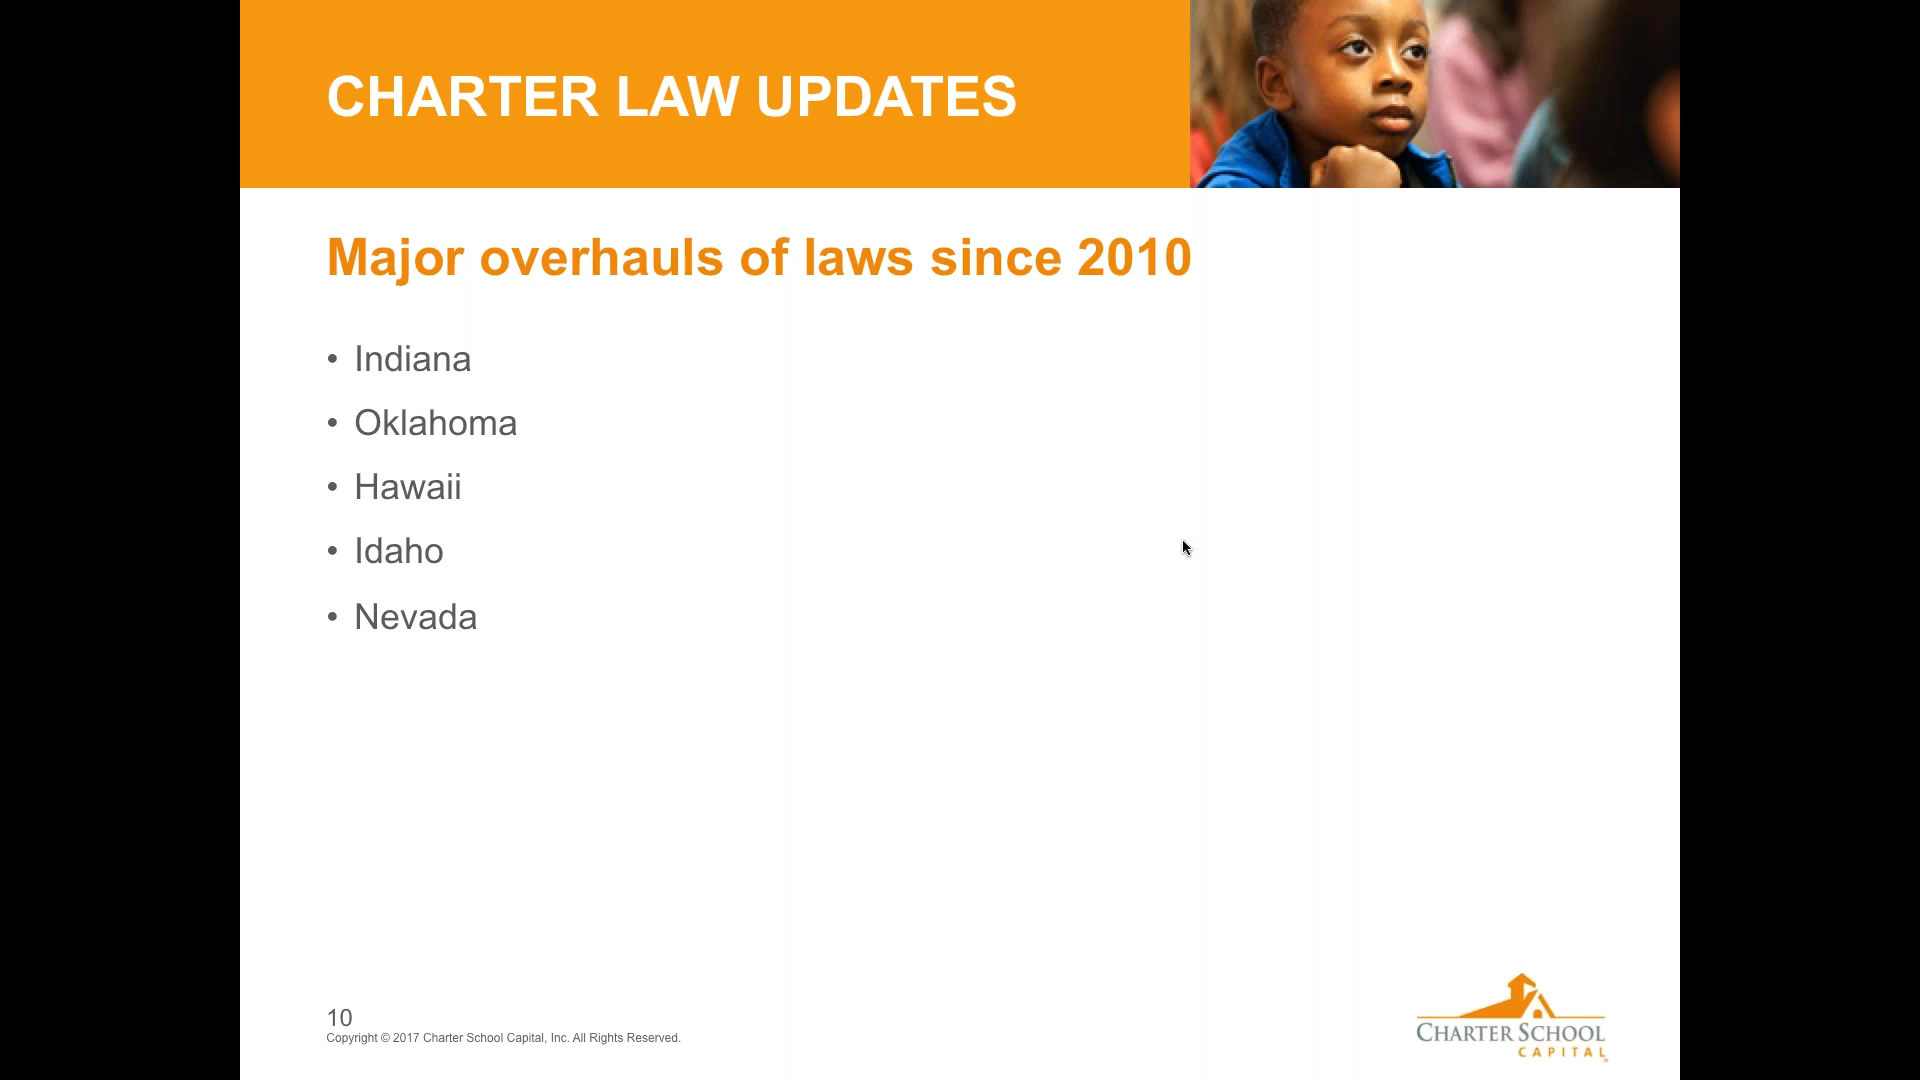 CHARTER LAW UPDATES
Major overhauls of laws since 2010
• Indiana
• Oklahoma
• Hawaii
• Idaho
• Nevada
10
Copyright © 2017 Charter School Capital, Inc. All Rights Reserved.
CHARTER SCHOOL
CAPITAL